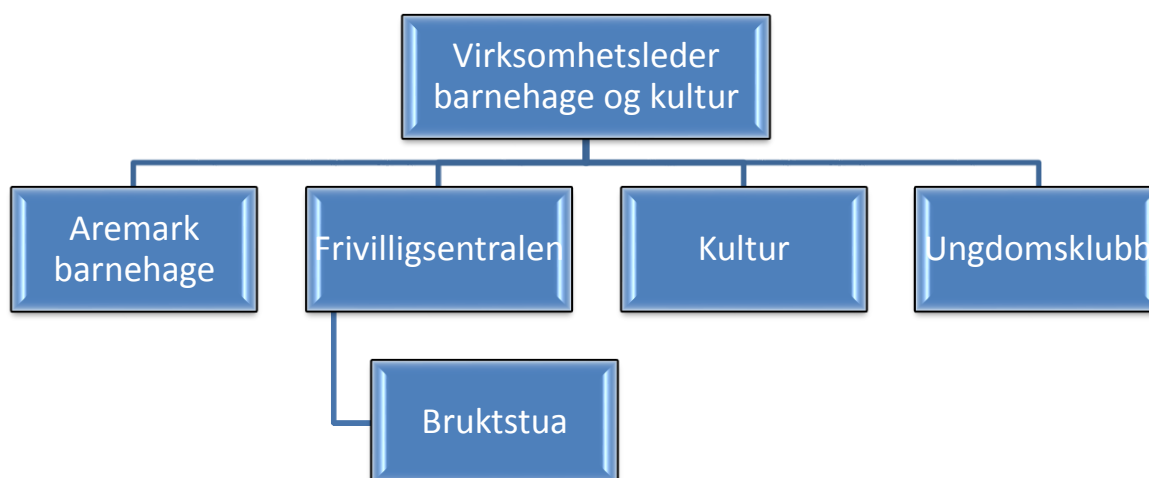 Virksomhetsleder
barnehage og kultur
Aremark
barnehage
Frivilligsentralen
Kultur
Ungdomsklubb
Bruktstua